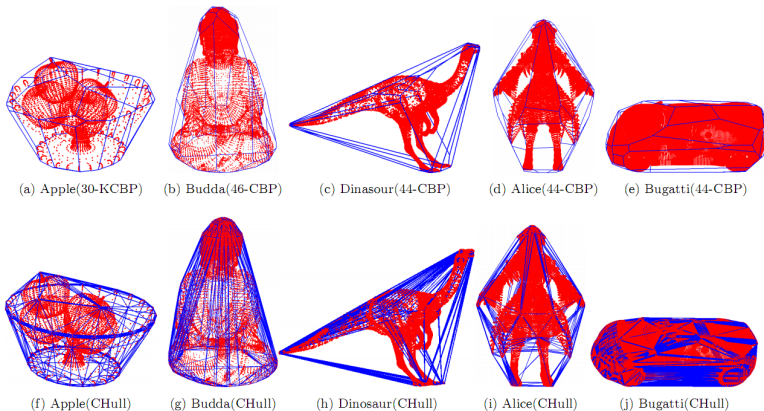 (a) Apple(30-KCBP) (b) Budda(46-CBP) (c) Dinasour(44-CBP) (d) Alice(44-CBP) (e) Bugatti(44-CBP)
(f) Apple(CHull) (g) Budda(CHull) (h) Dinosaur(CHull) (i) Alice(CHull) (j) Bugatti(CHull)